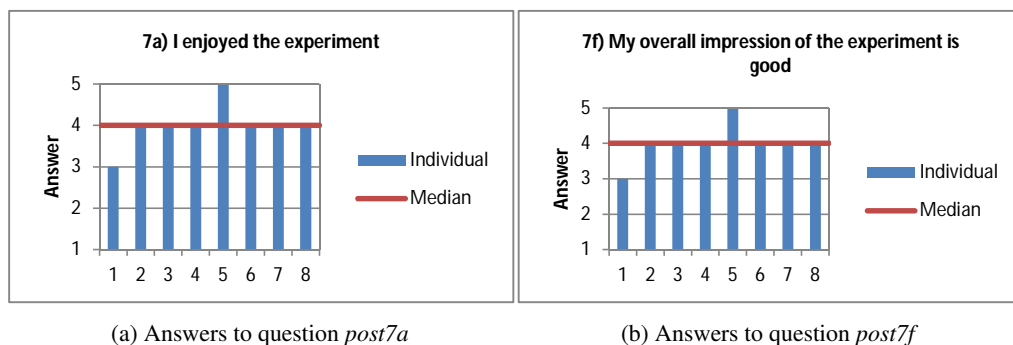 7a) I enjoyed the experiment
5
4
3
2
1
Answer
1 2 3 4 5 6 7 8
Individual
Median
7f) My overall impression of the experiment is
good
5
4
3
2
1
Answer
1 2 3 4 5 6 7 8
Individual
Median
(a) Answers to question post7a
(b) Answers to question post7f